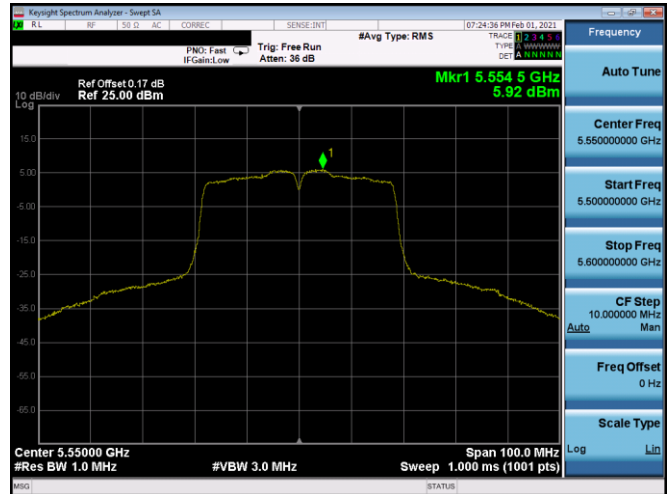 Keysight Spectrum Analyzer - Swept SA
RL RF 50 Ω AC CORREC SENSE:INT 07:24:36 PM Feb 01, 2021
#Avg Type: RMS
TRACE 1 2 3 4 5 6
TYPE A WWWWW
DET A N N N N N
PNO: Fast
IFGain:Low
Trig: Free Run
Atten: 36 dB
Mkr1 5.554 5 GHz
5.92 dBm
Ref Offset 0.17 dB
10 dB/div Ref 25.00 dBm
Log
15.0
5.00
-5.00
-15.0
-25.0
-35.0
-45.0
-55.0
-65.0
1
Center 5.55000 GHz
Span 100.0 MHz
#Res BW 1.0 MHz
#VBW 3.0 MHz
Sweep 1.000 ms (1001 pts)
MSG
STATUS
Frequency
Auto Tune
Center Freq
5.550000000 GHz
Start Freq
5.500000000 GHz
Stop Freq
5.600000000 GHz
CF Step
10.000000 MHz
Auto Man
Freq Offset
0 Hz
Scale Type
Log Lin